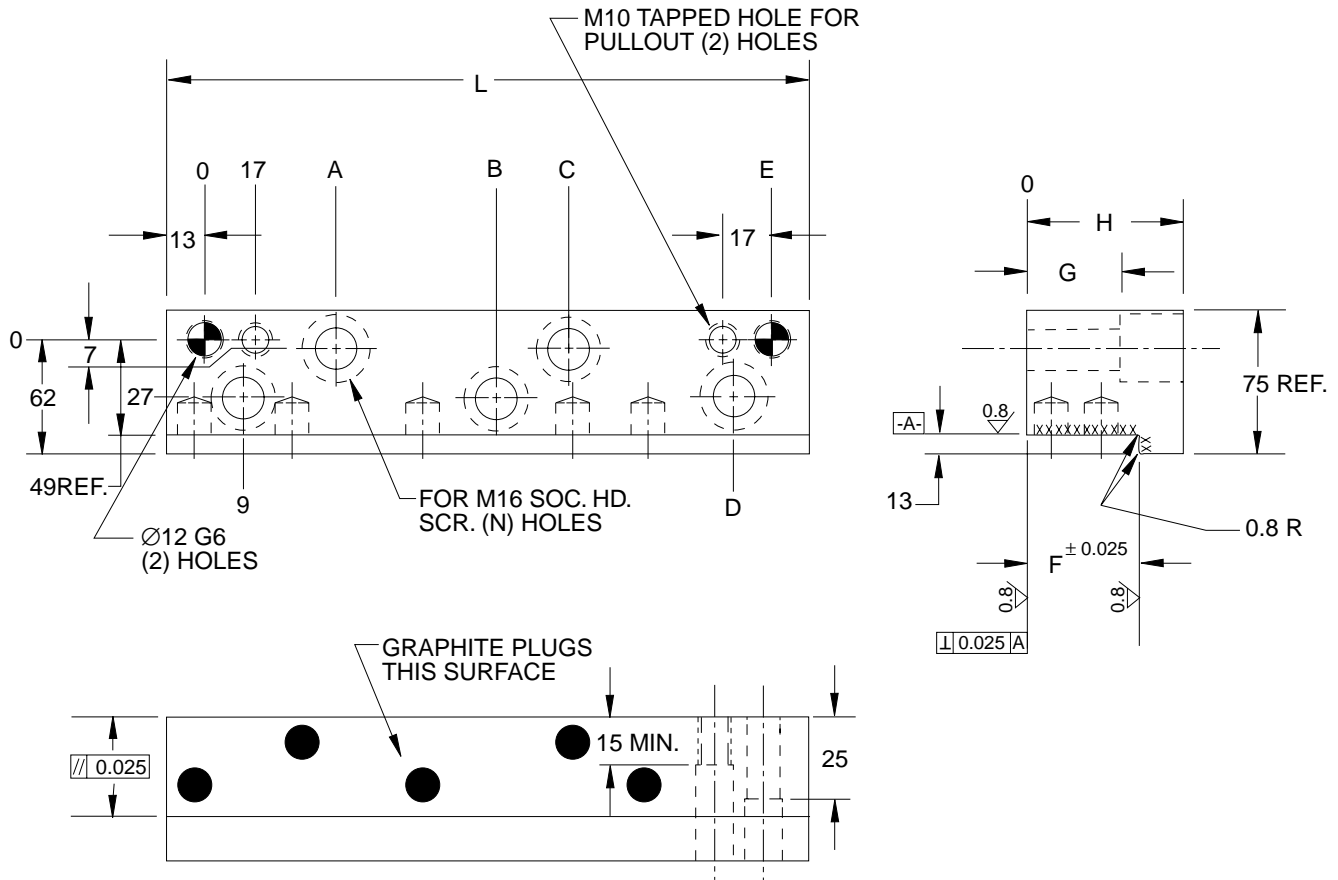 M10 TAPPED HOLE FOR
PULLOUT (2) HOLES
L
0 17 A B C E
13
17
0
7
62
27
49REF.
9
D
Ø12 G6
(2) HOLES
FOR M16 SOC. HD.
SCR. (N) HOLES
0
H
G
75 REF.
-A-
0.8
13
0.8 R
F ± 0.025
0.8
0.8
⊥ 0.025 A
GRAPHITE PLUGS
THIS SURFACE
// 0.025
15 MIN.
25